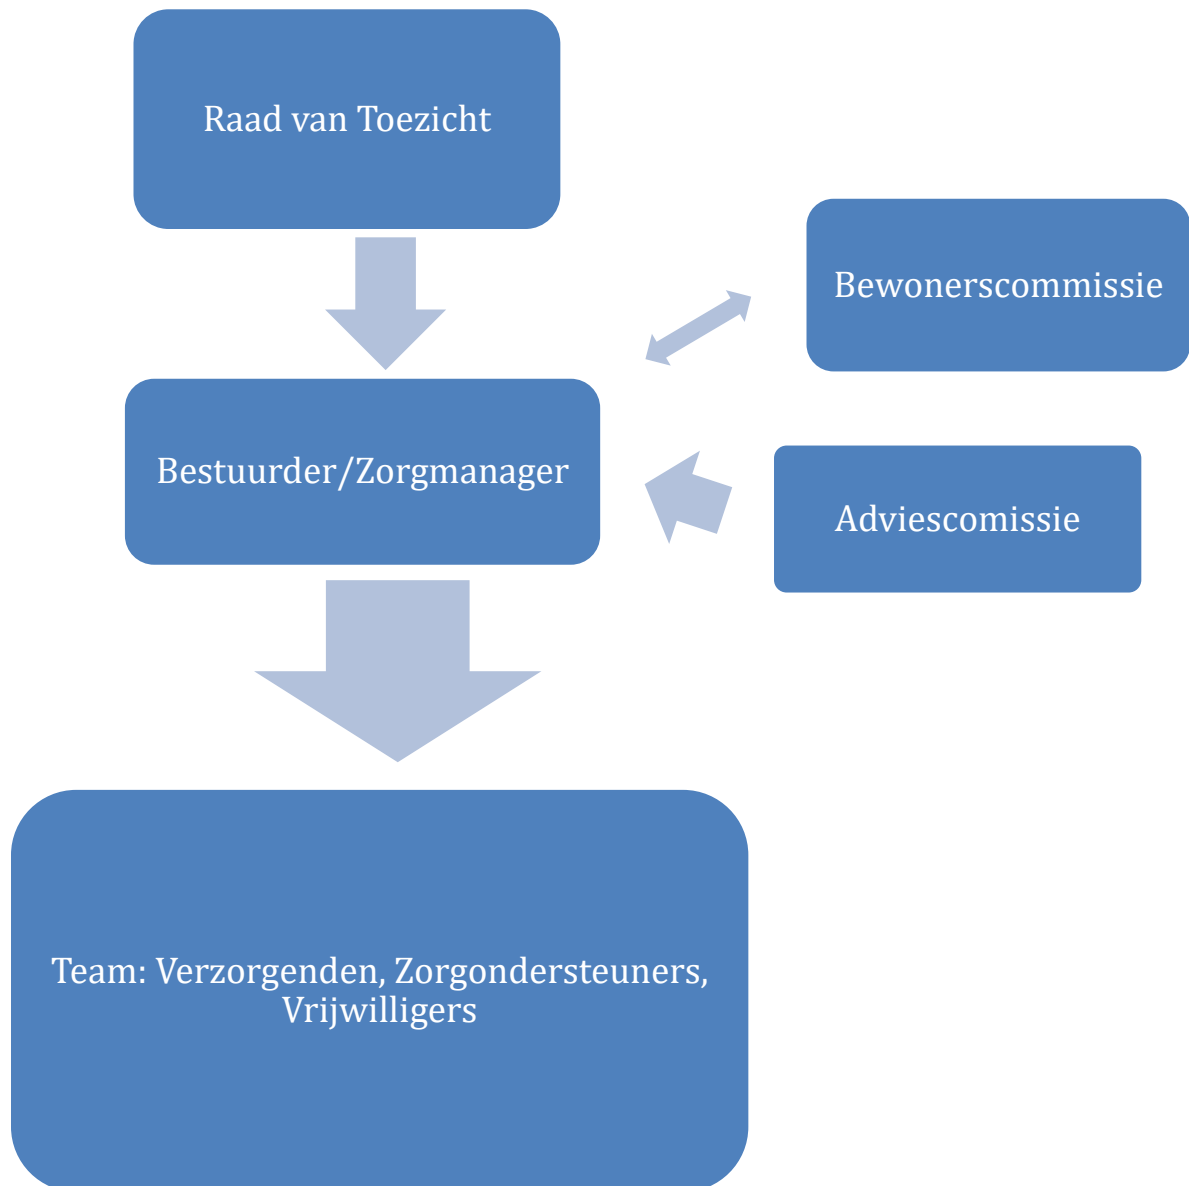 Raad van Toezicht
Bewonerscommissie
Bestuurder/Zorgmanager
Adviescomissie
Team: Verzorgenden, Zorgondersteuners,
Vrijwilligers